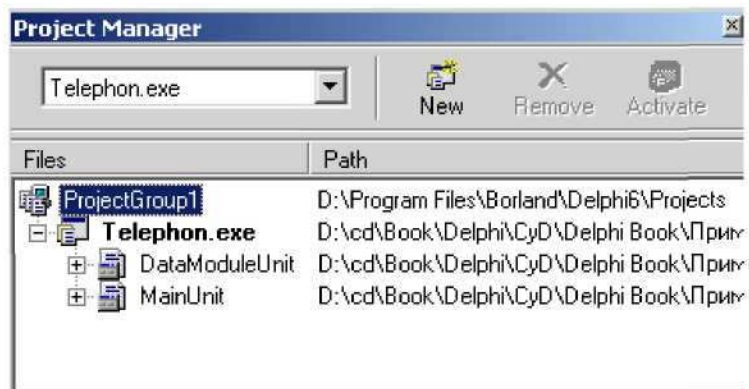 Project Manager
Telephon.exe
New Remove Activate
Files Path
ProjectGroup1 D:\Program Files\Borland\Delphi6\Projects
Telephon.exe D:\cd\Book\Delphi\CyD\Delphi Book\Прим
DataModuleUnit D:\cd\Book\Delphi\CyD\Delphi Book\Прим
MainUnit D:\cd\Book\Delphi\CyD\Delphi Book\Прим